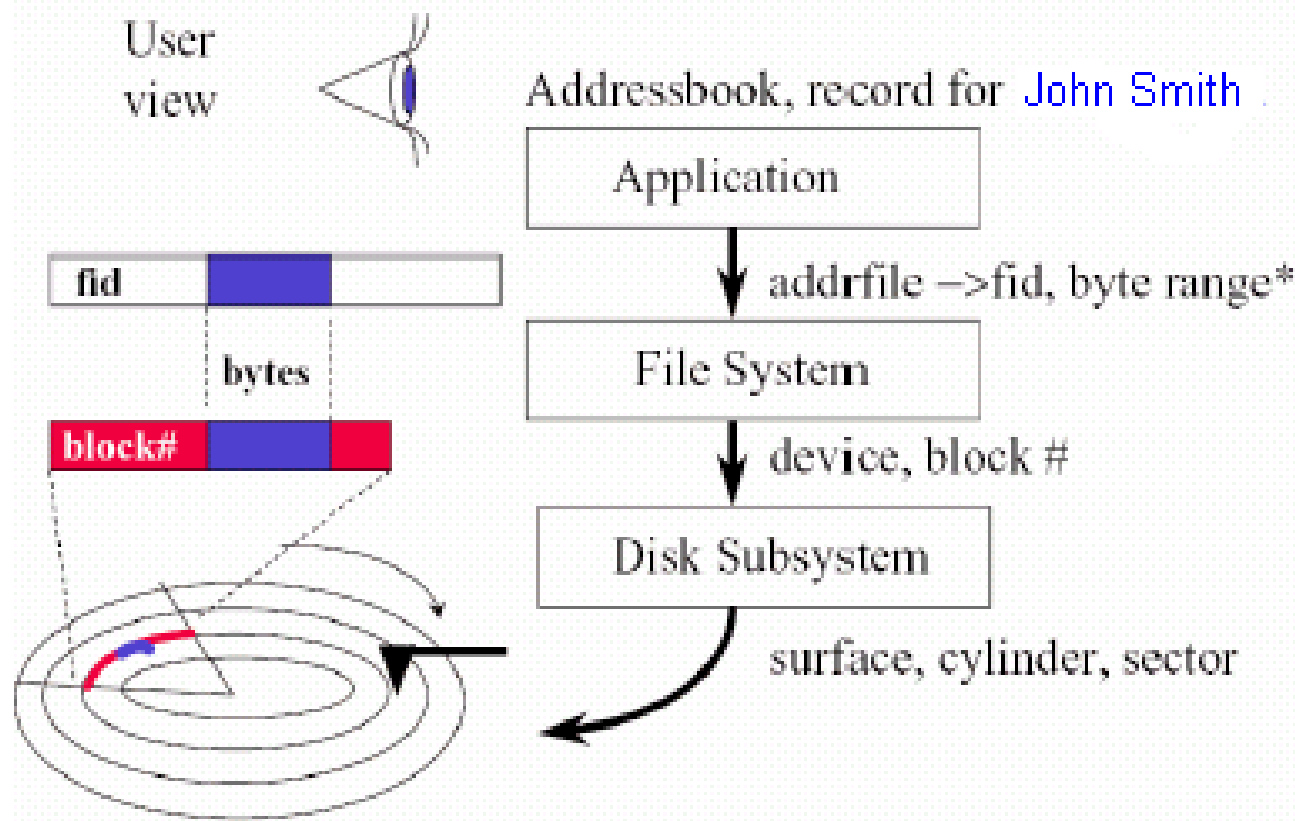 User
view
Addressbook, record for John Smith
Application
fid
addrfile –>fid, byte range*
bytes
File System
block#
device, block #
Disk Subsystem
surface, cylinder, sector